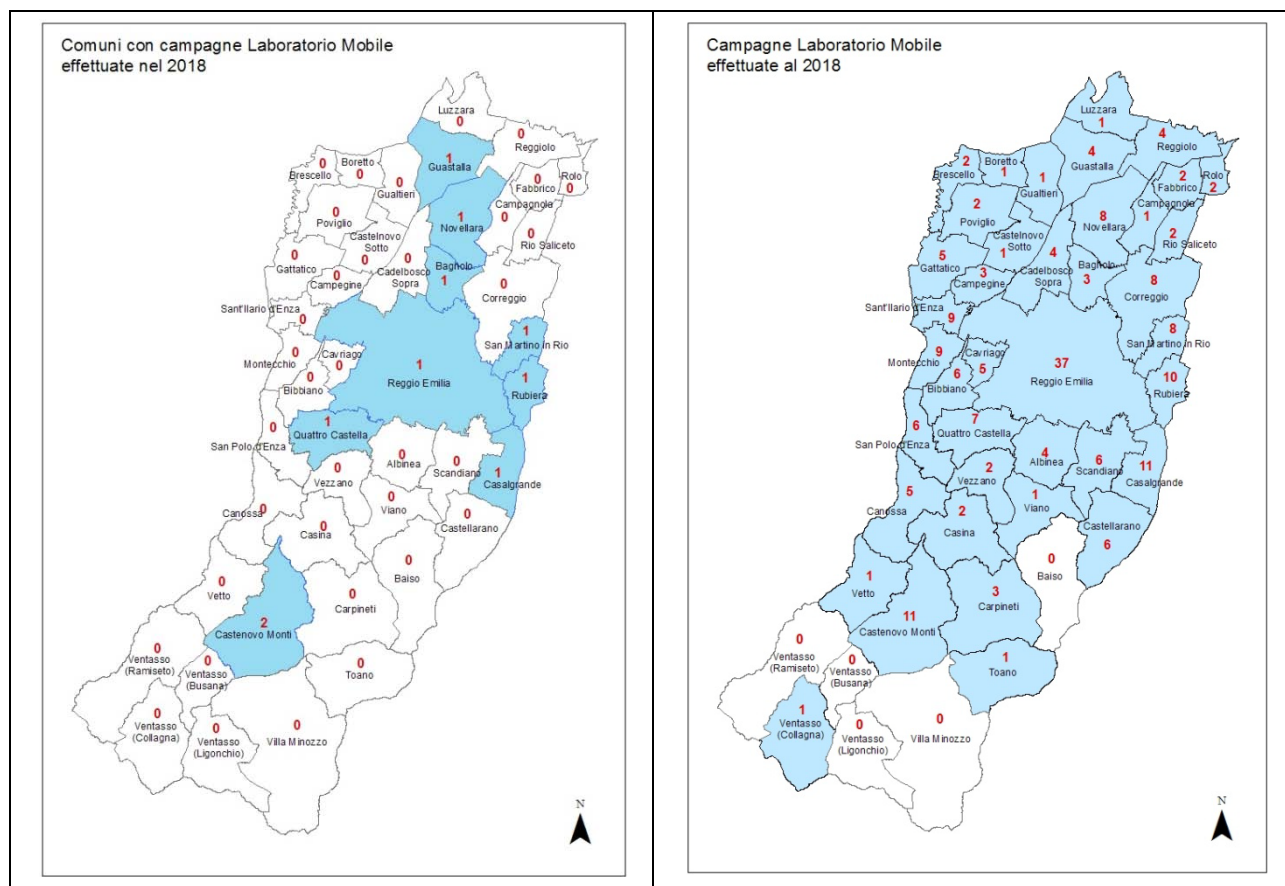 Comuni con campagne Laboratorio Mobile
effettuate nel 2018
Luzzara
0
0
Reggiolo
1
Guastalla
0
Brescello
Boretto
0
0
Gualtieri
0
Fabbrico
Rolo
0
Campagnola
0
1
Novellara
0
Poviglio
0
Rio Saliceto
Castelnovo
Sotto
0
0
Cadelbosco
Sopra
0
Gattatico
0
Campegine
Bagnolo
1
0
Correggio
Sant'Ilario d'Enza
0
1
San Martino in Rio
0
Montecchio
Cavriago
0
0
Bibbiano
1
Reggio Emilia
1
Rubiera
1
Quattro Castella
0
San Polo d'Enza
0
Albinea
0
Scandiano
1
Casalgrande
0
Vezzano
0
Viano
0
Castellarano
0
Canossa
0
Casina
0
Baiso
0
Vetto
0
Carpineti
2
Castenovo Monti
0
Ventasso
(Ramiseto)
0
Ventasso
(Busana)
0
Toano
0
Ventasso
(Collagna)
0
Ventasso
(Ligonchio)
0
Villa Minozzo
N
Campagne Laboratorio Mobile
effettuate al 2018
Luzzara
1
4
Reggiolo
4
Guastalla
2
Brescello
Boretto
1
1
Gualtieri
2
Fabbrico
Rolo
2
Campagnola
1
8
Novellara
2
Poviglio
2
Rio Saliceto
Castelnovo
Sotto
1
4
Cadelbosco
Sopra
5
Gattatico
3
Campegine
Bagnolo
3
8
Correggio
Sant'Ilario d'Enza
9
8
San Martino in Rio
9
Montecchio
Cavriago
5
6
Bibbiano
37
Reggio Emilia
10
Rubiera
7
Quattro Castella
6
San Polo d'Enza
4
Albinea
6
Scandiano
11
Casalgrande
2
Vezzano
1
Viano
Castellarano
6
5
Canossa
2
Casina
0
Baiso
1
Vetto
3
Carpineti
11
Castenovo Monti
0
Ventasso
(Ramiseto)
0
Ventasso
(Busana)
1
Toano
1
Ventasso
(Collagna)
0
Ventasso
(Ligonchio)
0
Villa Minozzo
N